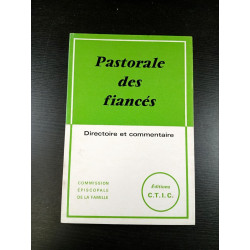 Pastorale
des
fiancés
Directoire et commentaire
COMMISSION
ÉPISCOPALE
DE LA FAMILLE
éditions
C.T.I.C.